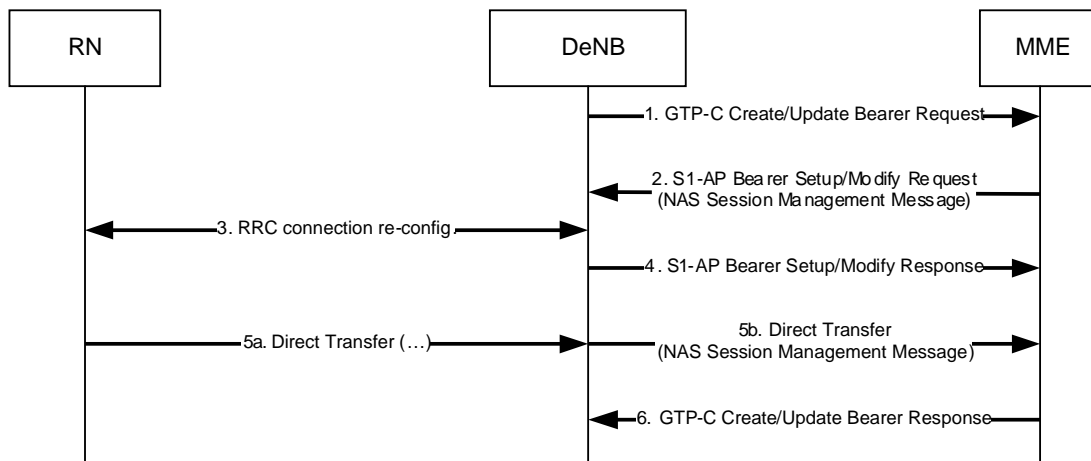 RN
DeNB
MME
1. GTP-C Create/Update Bearer Request
2. S1-AP Bearer Setup/Modify Request
(NAS Session Management Message)
3. RRC connection re-config.
4. S1-AP Bearer Setup/Modify Response
5a. Direct Transfer (…)
5b. Direct Transfer
(NAS Session Management Message)
6. GTP-C Create/Update Bearer Response